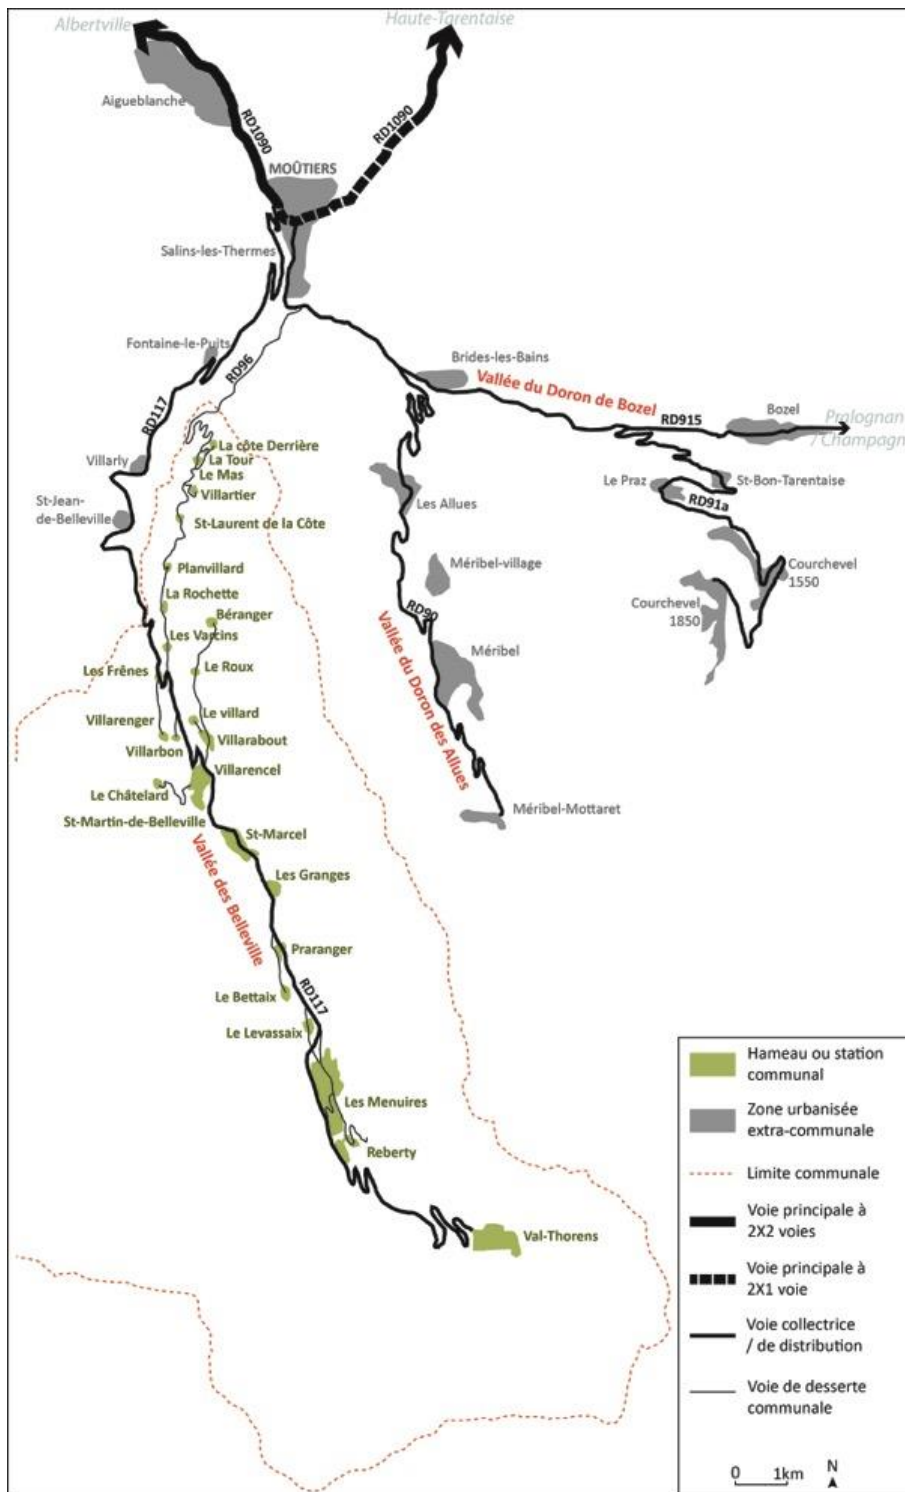 Albertville
Haute-Tarentaise
Aigueblanche
RD1090
RD1090
MOÛTIERS
Salins-les-Thermes
Fontaine-le-Puits
RD96
RD117
Brides-les-Bains
Vallée du Doron de Bozel
RD915
Bozel
Pralognan
/ Champagn
La côte Derrière
La Tour
Le Mas
Villartier
Villarly
St-Jean-
de-Belleville
St-Laurent de la Côte
Les Allues
Le Praz
St-Bon-Tarentaise
RD91a
Planvillard
La Rochette
Béranger
Méribel-village
Courchevel
1550
Courchevel
1850
RD90
Les Varcins
Les Frênes
Le Roux
Méribel
Vallée du Doron des Allues
Villarenger
Le villard
Villarbon
Villarabout
Villarencel
Le Châtelard
St-Martin-de-Belleville
Méribel-Mottaret
St-Marcel
Vallée des Belleville
Les Granges
Praranger
Le Bettaix
RD117
Le Levassaix
Les Menuires
Reberty
Val-Thorens
Hameau ou station
communal
Zone urbanisée
extra-communale
Limite communale
Voie principale à
2X2 voies
Voie principale à
2X1 voie
Voie collectrice
/ de distribution
Voie de desserte
communale
0 1km
N